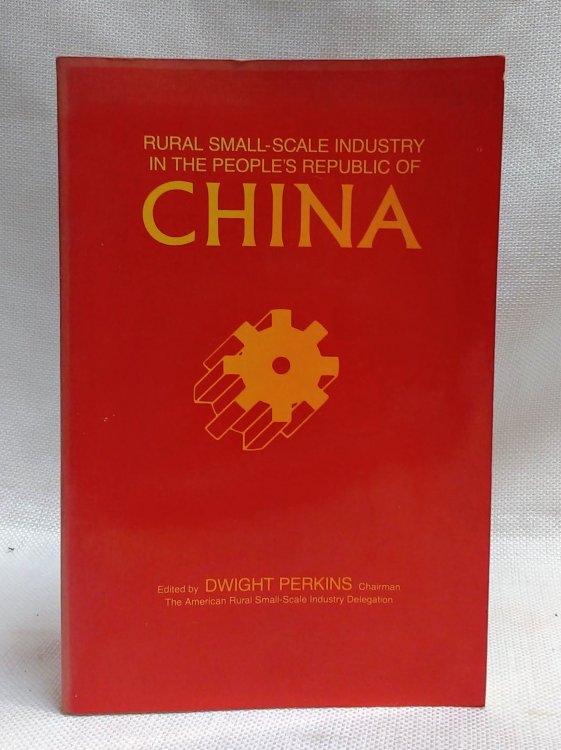 RURAL SMALL-SCALE INDUSTRY
IN THE PEOPLE'S REPUBLIC OF
CHINA
Edited by DWIGHT PERKINS Chairman
The American Rural Small-Scale Industry Delegation